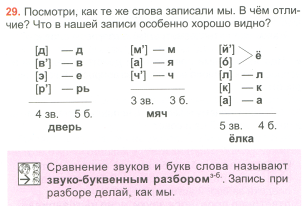 29. Посмотри, как те же слова записали мы. В чём отли-
чие? Что в нашей записи особенно хорошо видно?
[д] — д
[в’] — в
[э] — е
[р’] — рь
4 зв. 5 б.
дверь
[м’] — м
[а] — я
[ч’] — ч
3 зв. 3 б.
мяч
[й’]
[о́] ё
[л] — л
[к] — к
[а] — а
5 зв. 4 б.
ёлка
Сравнение звуков и букв слова называют
звуко-буквенным разбором з-б. Запись при
разборе делай, как мы.